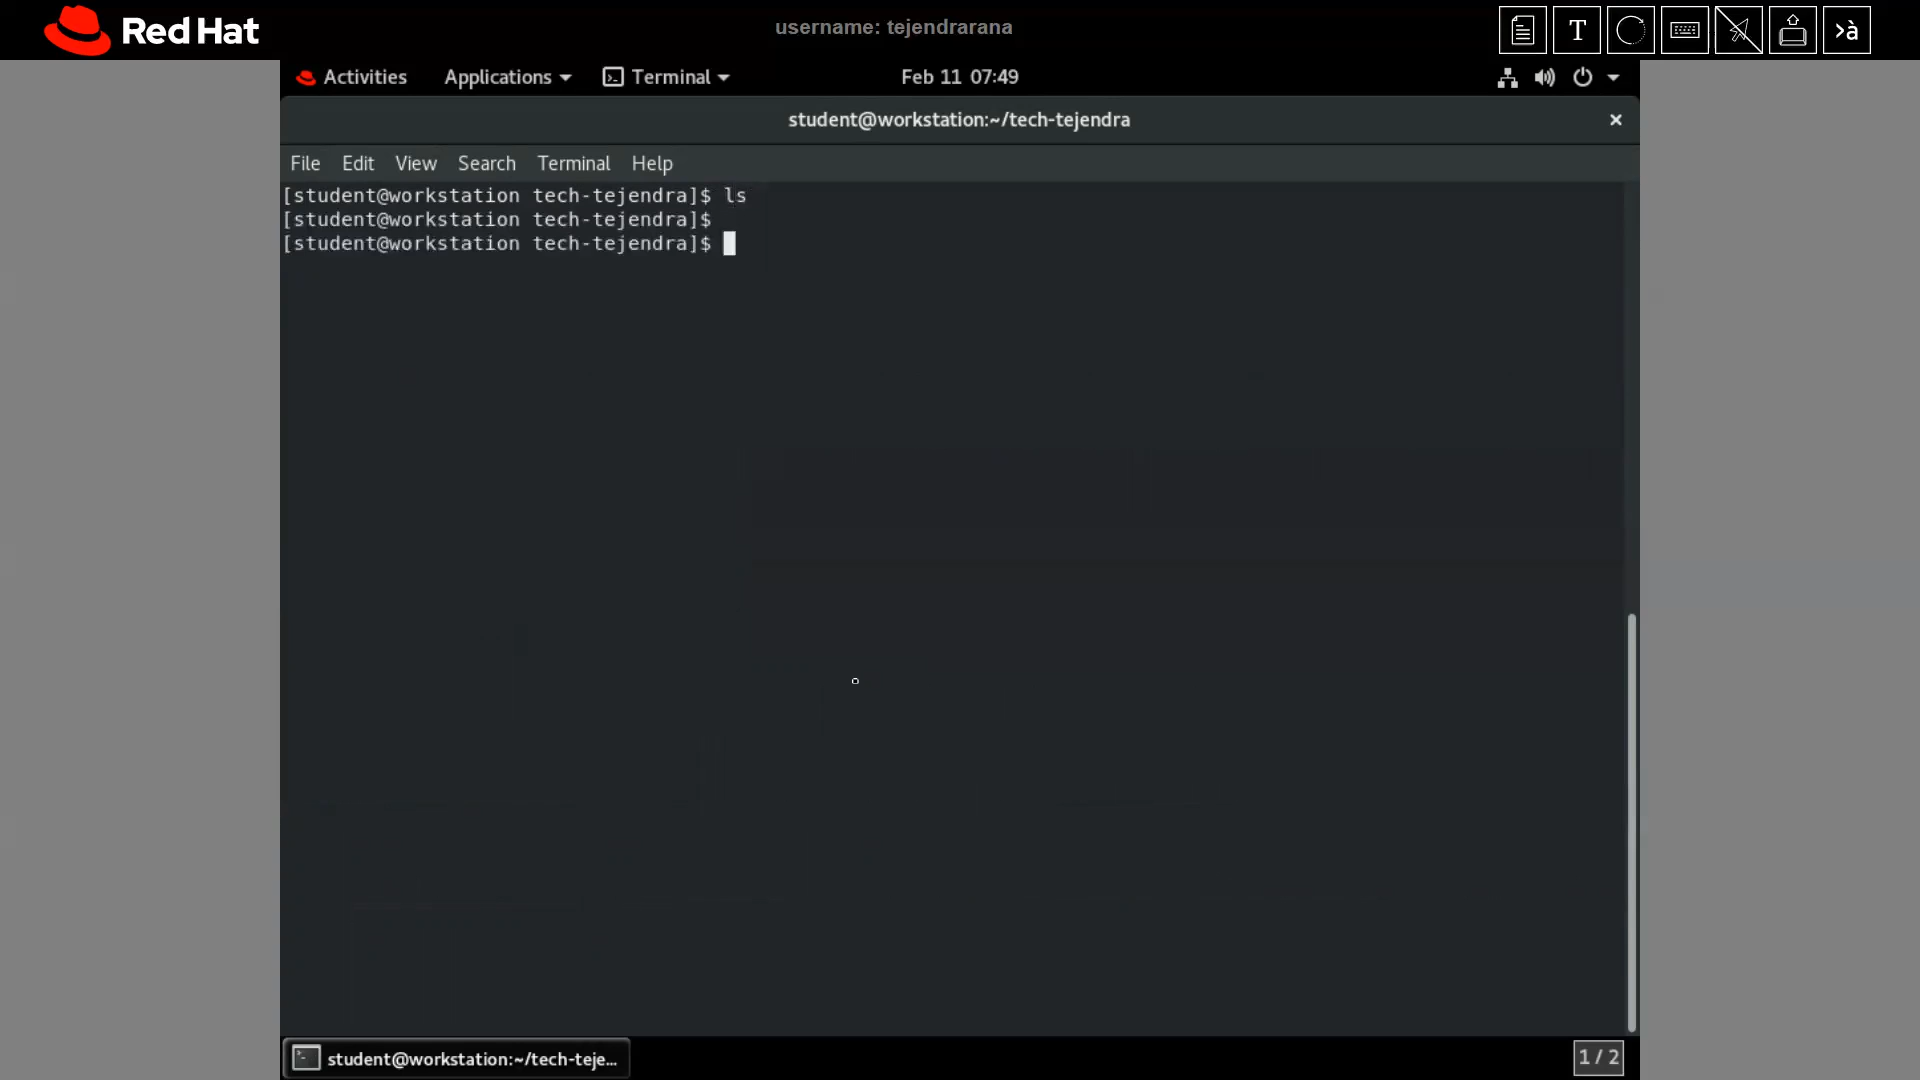 Red Hat
username: tejendrarana
T
>à
Activities Applications Terminal Feb 11 07:49
student@workstation:~/tech-tejendra ×
File Edit View Search Terminal Help
[student@workstation tech-tejendra]$ ls
[student@workstation tech-tejendra]$
[student@workstation tech-tejendra]$
student@workstation:~/tech-teje...
1 / 2